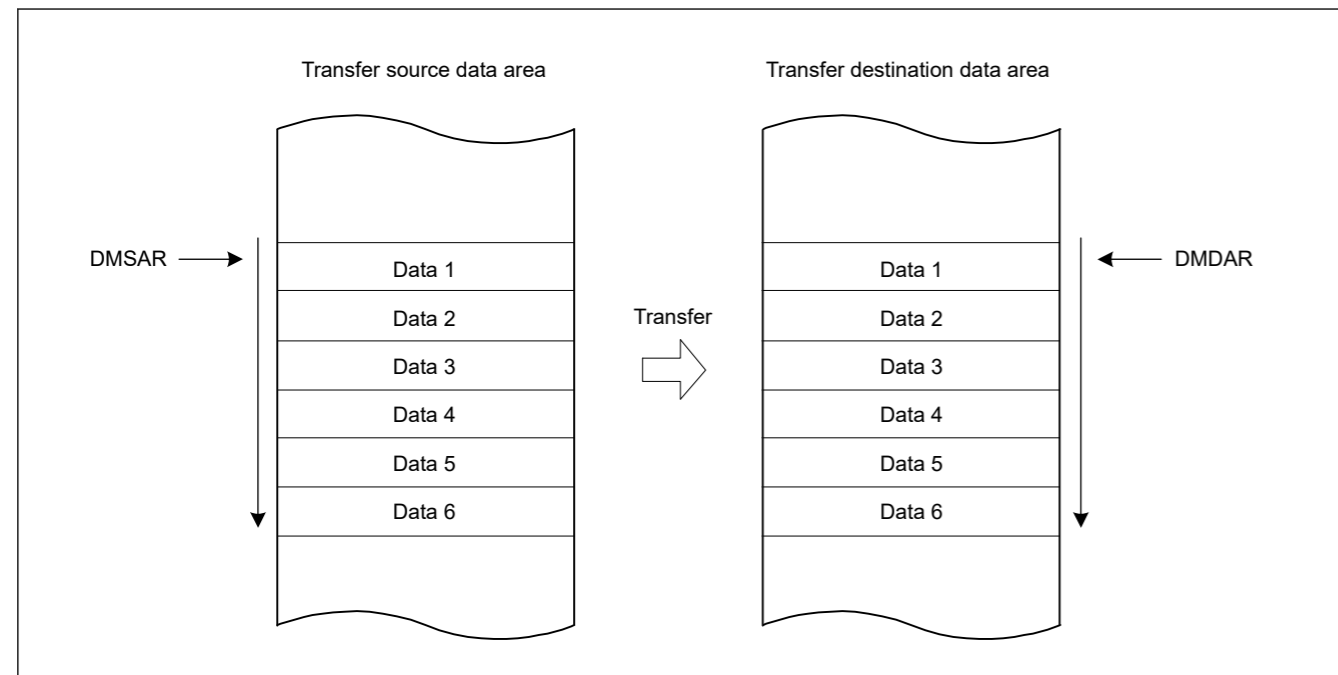 Transfer source data area
Transfer destination data area
DMSAR
Data 1
Data 2
Data 3
Data 4
Data 5
Data 6
Transfer
Data 1
Data 2
Data 3
Data 4
Data 5
Data 6
DMDAR